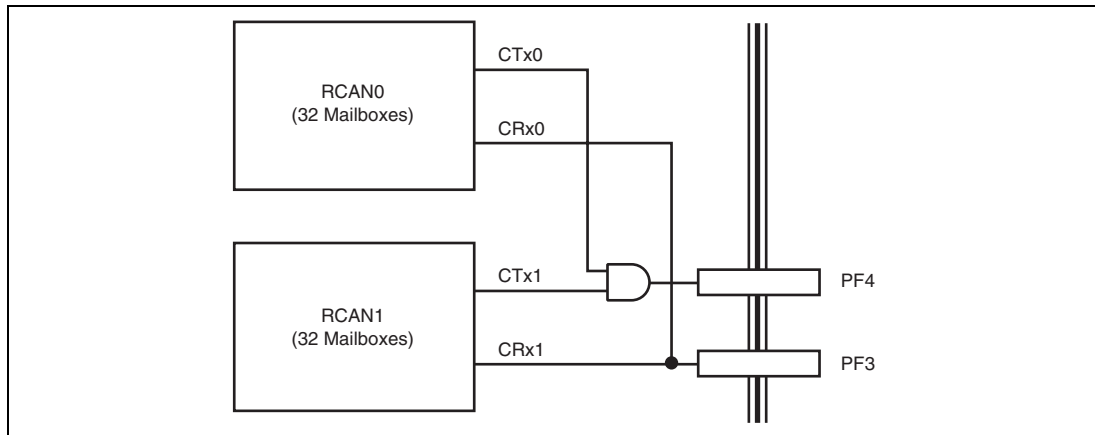 CTx0
RCAN0
(32 Mailboxes)
CRx0
CTx1
PF4
RCAN1
(32 Mailboxes)
CRx1
PF3